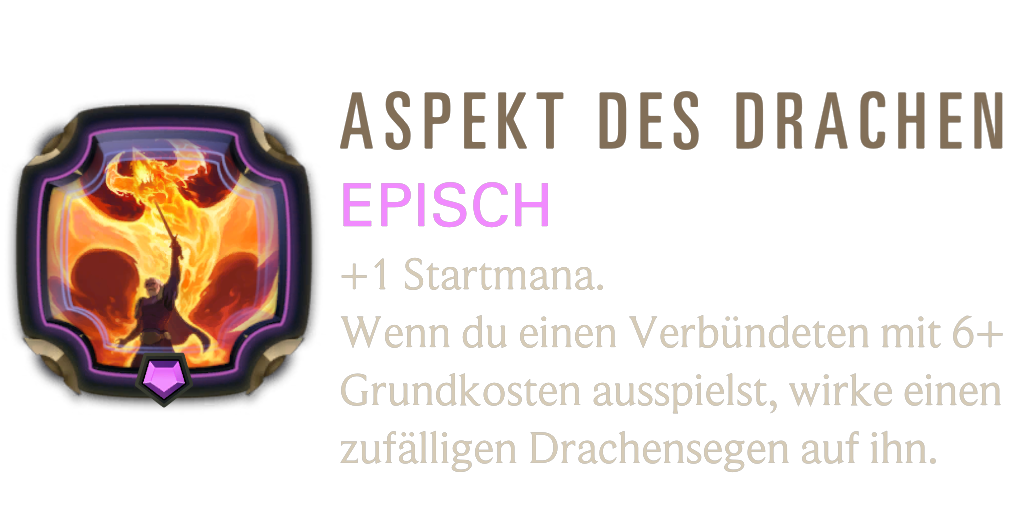 ASPEKT DES DRACHEN
EPISCH
+1 Startmana.
Wenn du einen Verbündeten mit 6+
Grundkosten ausspielst, wirke einen
zufälligen Drachensegen auf ihn.